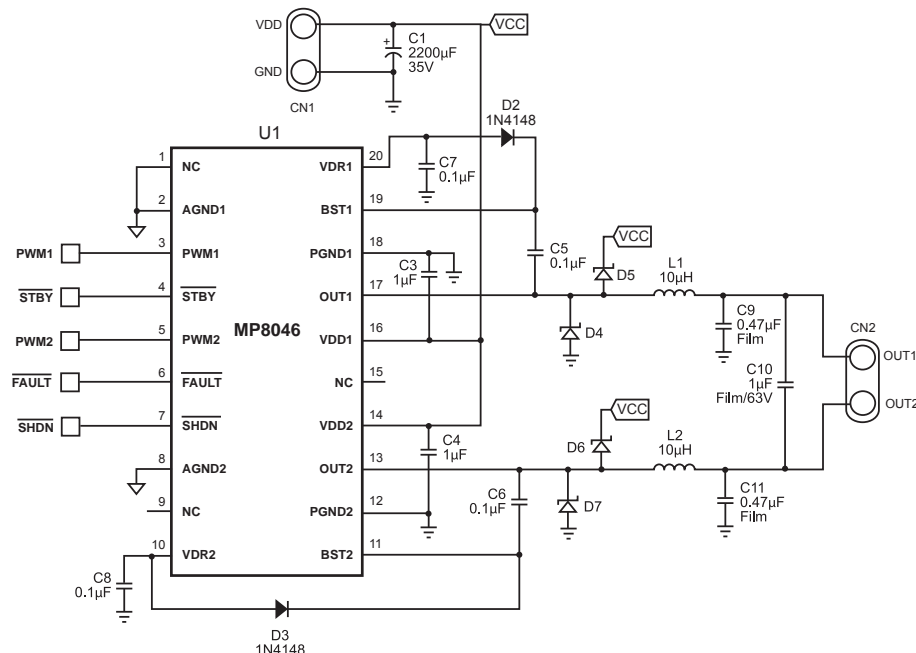 VDD
VCC
C1
+
2200µF
35V
GND
CN1
D2
1N4148
U1
1
NC
VDR1
20
C7
0.1µF
2
AGND1
BST1
19
PWM1
3
PWM1
PGND1
18
C3
1µF
C5
0.1µF
VCC
D5
L1
10µH
STBY
4
STBY
OUT1
17
MP8046
D4
C9
0.47µF
Film
CN2
OUT1
PWM2
5
PWM2
VDD1
16
C10
1µF
Film/63V
FAULT
6
FAULT
NC
15
OUT2
SHDN
7
SHDN
VDD2
14
VCC
C4
1µF
D6
L2
10µH
8
AGND2
OUT2
13
C6
0.1µF
D7
C11
0.47µF
Film
9
NC
PGND2
12
10
VDR2
BST2
11
C8
0.1µF
D3
1N4148